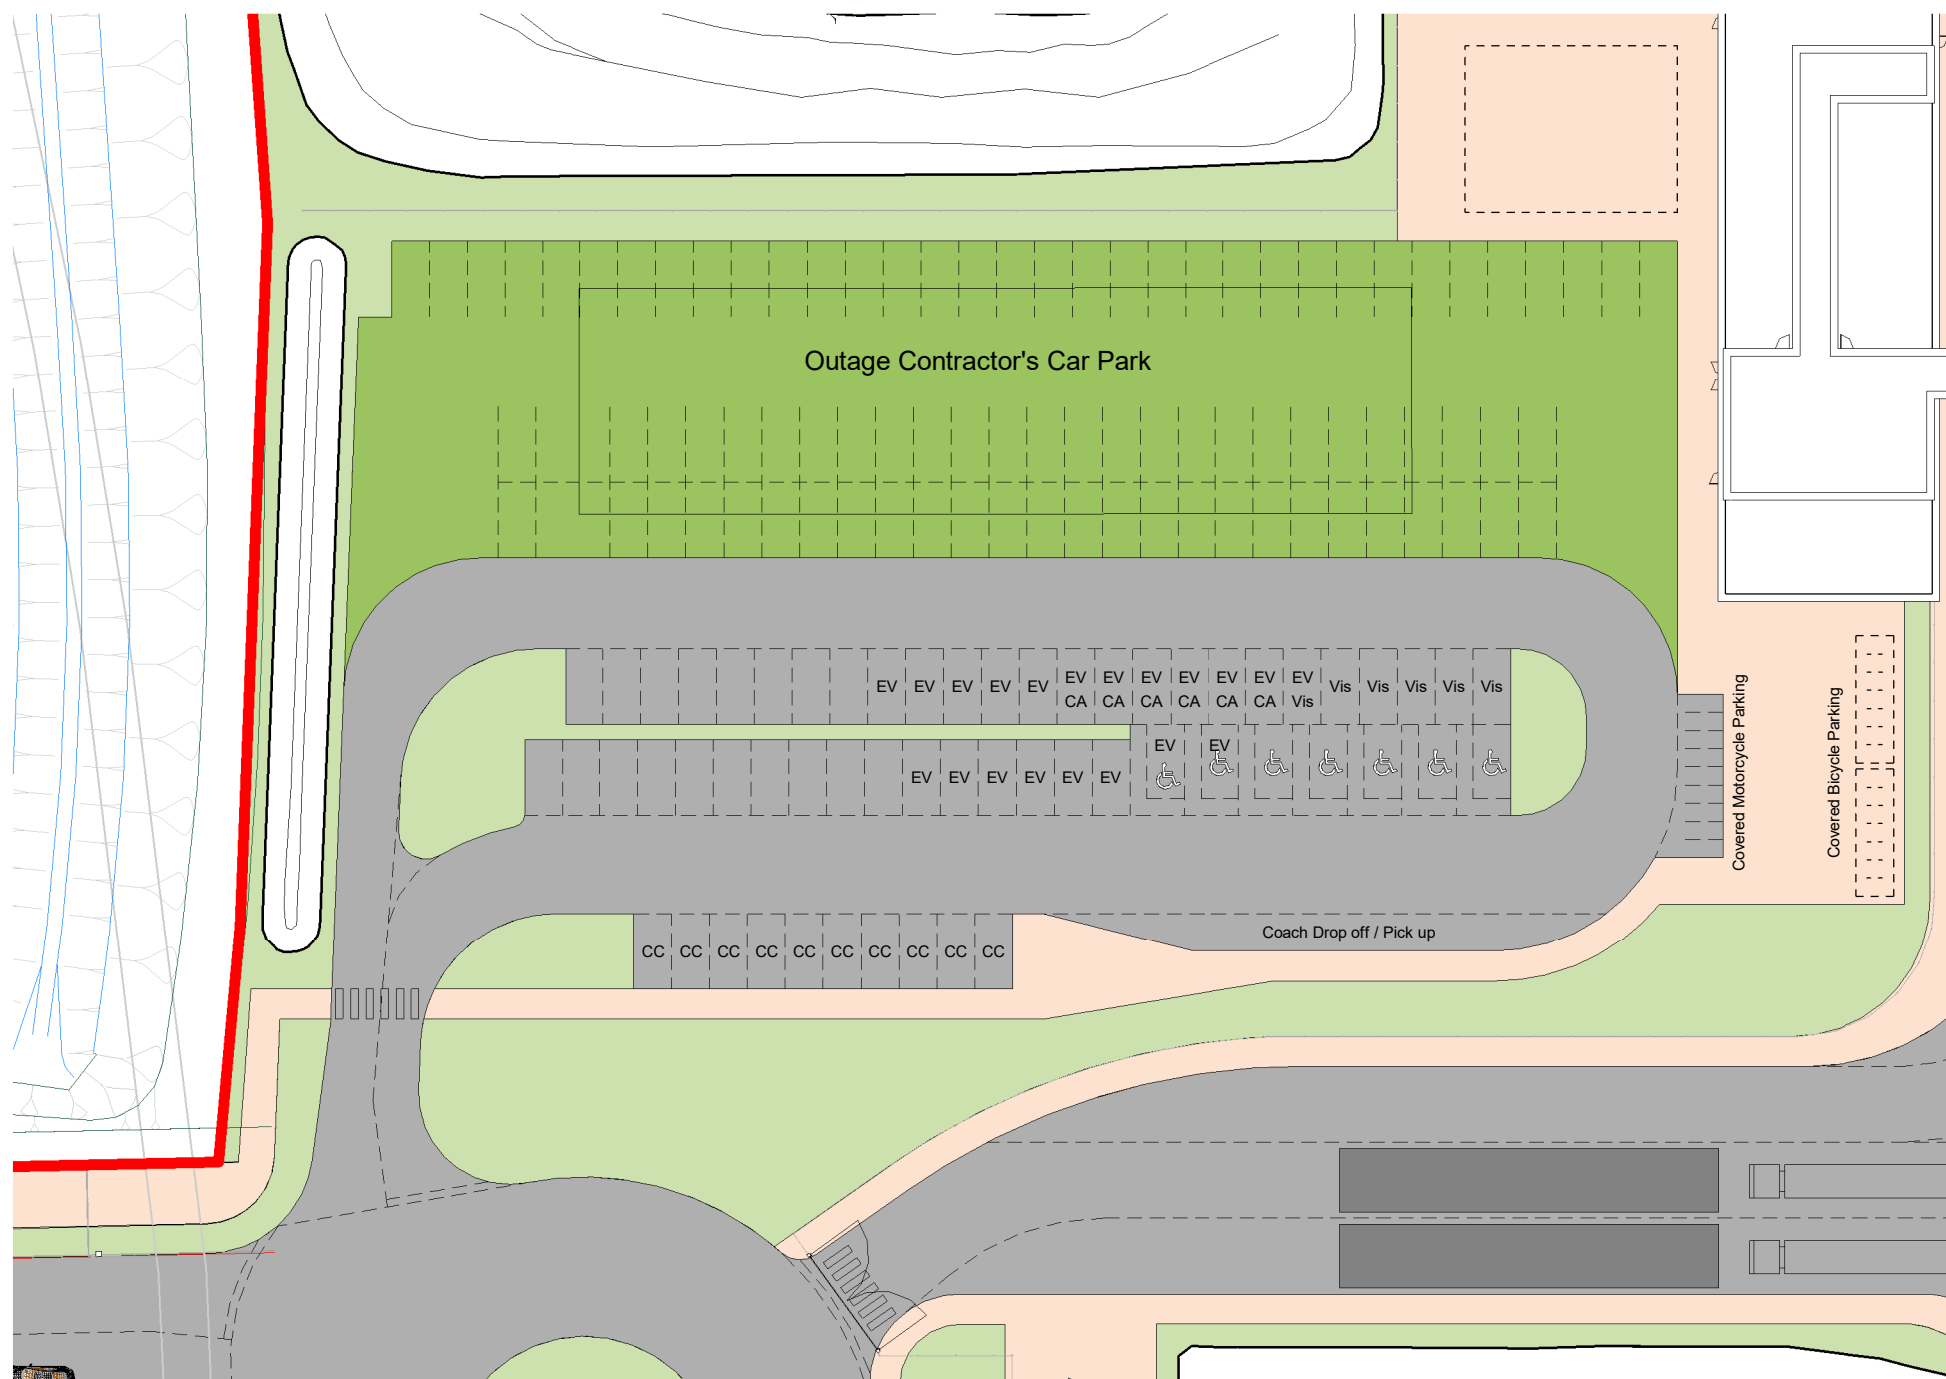 Outage Contractor's Car Park
EV EV EV EV EV EV EV EV EV EV EV EV Vis Vis Vis Vis Vis
CA CA CA CA CA CA Vis
EV EV
EV EV EV EV EV EV
Covered Motorcycle Parking
Covered Bicycle Parking
Coach Drop off / Pick up
CC CC CC CC CC CC CC CC CC CC